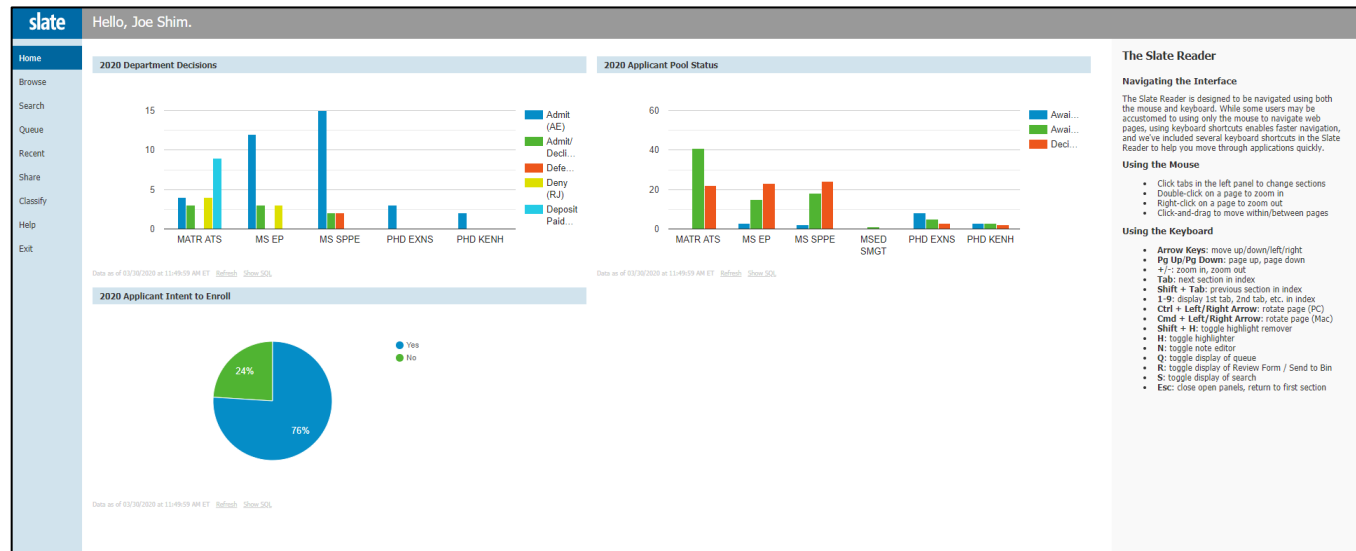 slate
Hello, Joe Shim.
Home
Browse
Search
Queue
Recent
Share
Classify
Help
Exit
2020 Department Decisions
15
10
5
0
MATR ATS
MS EP
MS SPPE
PHD EXNS
PHD KENH
Admit
(AE)
Admit/
Decli...
Defe...
Deny
(RJ)
Deposit
Paid...
Data as of 03/30/2020 at 11:49:59 AM ET Refresh Show SQL
2020 Applicant Pool Status
60
40
20
0
MATR ATS
MS EP
MS SPPE
MSED
SMGT
PHD EXNS
PHD KENH
Awai...
Awai...
Deci...
Data as of 03/30/2020 at 11:49:59 AM ET Refresh Show SQL
2020 Applicant Intent to Enroll
24%
76%
Yes
No
Data as of 03/30/2020 at 11:49:59 AM ET Refresh Show SQL
The Slate Reader
Navigating the Interface
The Slate Reader is designed to be navigated using both
the mouse and keyboard. While some users may be
accustomed to using only the mouse to navigate web
pages, using keyboard shortcuts enables faster navigation,
and we've included several keyboard shortcuts in the Slate
Reader to help you move through applications quickly.
Using the Mouse
Click tabs in the left panel to change sections
Double-click on a page to zoom in
Right-click on a page to zoom out
Click-and-drag to move within/between pages
Using the Keyboard
Arrow Keys: move up/down/left/right
Pg Up/Pg Down: page up, page down
+/-: zoom in, zoom out
Tab: next section in index
Shift + Tab: previous section in index
1-9: display 1st tab, 2nd tab, etc. in index
Ctrl + Left/Right Arrow: rotate page (PC)
Cmd + Left/Right Arrow: rotate page (Mac)
Shift + H: toggle highlight remover
H: toggle highlighter
N: toggle note editor
Q: toggle display of queue
R: toggle display of Review Form / Send to Bin
S: toggle display of search
Esc: close open panels, return to first section